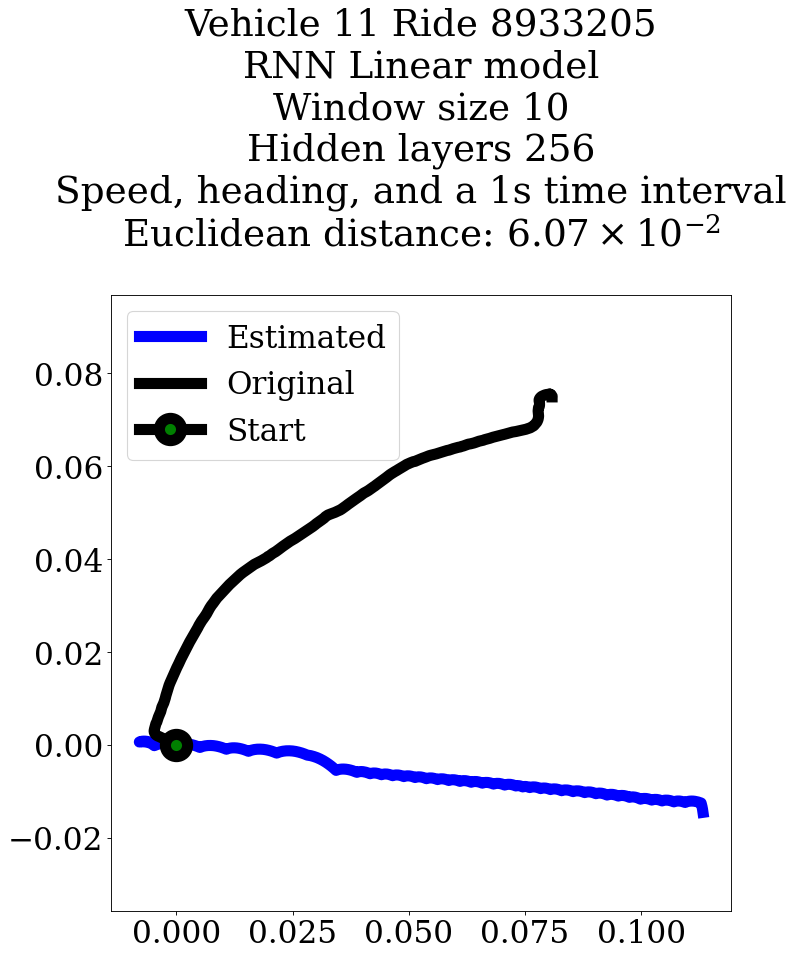 Vehicle 11 Ride 8933205
RNN Linear model
Window size 10
Hidden layers 256
Speed, heading, and a 1s time interval
Euclidean distance: 6.07 × 10⁻²
Estimated
Original
Start
0.08
0.06
0.04
0.02
0.00
−0.02
0.000 0.025 0.050 0.075 0.100